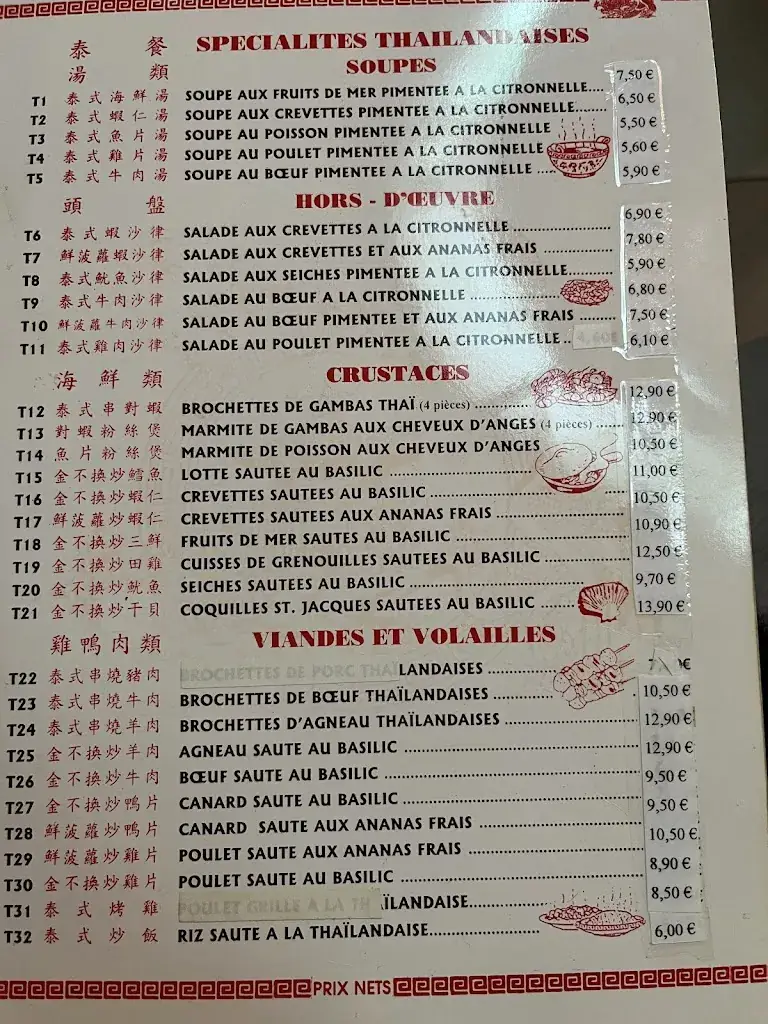 泰餐 SPECIALITES THAILANDAISES
湯類 SOUPES
T1 泰式海鮮湯 SOUPE AUX FRUITS DE MER PIMENTEE A LA CITRONNELLE.... 7,50 €
T2 泰式蝦仁湯 SOUPE AUX CREVETTES PIMENTEE A LA CITRONNELLE....... 6,50 €
T3 泰式魚片湯 SOUPE AU POISSON PIMENTEE A LA CITRONNELLE 5,50 €
T4 泰式雞片湯 SOUPE AU POULET PIMENTEE A LA CITRONNELLE 5,60 €
T5 泰式牛肉湯 SOUPE AU BŒUF PIMENTEE A LA CITRONNELLE ..... 5,90 €
頭盤 HORS - D'ŒUVRE
T6 泰式蝦沙律 SALADE AUX CREVETTES A LA CITRONNELLE ..................... 6,90 €
T7 鮮菠蘿蝦沙律 SALADE AUX CREVETTES ET AUX ANANAS FRAIS ............... 7,80 €
T8 泰式魷魚沙律 SALADE AUX SEICHES PIMENTEE A LA CITRONNELLE.......... 5,90 €
T9 泰式牛肉沙律 SALADE AU BŒUF A LA CITRONNELLE .................... 6,80 €
T10 鮮菠蘿牛肉沙律 SALADE AU BŒUF PIMENTEE ET AUX ANANAS FRAIS ........ 7,50 €
T11 泰式雞肉沙律 SALADE AU POULET PIMENTEE A LA CITRONNELLE .. 6,10 €
海鮮類 CRUSTACES
T12 泰式串對蝦 BROCHETTES DE GAMBAS THAÏ (4 pièces) ............ 12,90 €
T13 對蝦粉絲煲 MARMITE DE GAMBAS AUX CHEVEUX D'ANGES (4 pièces) ...... 12,90 €
T14 魚片粉絲煲 MARMITE DE POISSON AUX CHEVEUX D'ANGES 10,50 €
T15 金不換炒鱈魚 LOTTE SAUTEE AU BASILIC ............................ 11,00 €
T16 金不換炒蝦仁 CREVETTES SAUTEES AU BASILIC ............................ 10,50 €
T17 鮮菠蘿炒蝦仁 CREVETTES SAUTEES AUX ANANAS FRAIS ............................ 10,90 €
T18 金不換炒三鮮 FRUITS DE MER SAUTES AU BASILIC ............................
T19 金不換炒田雞 CUISSES DE GRENOUILLES SAUTEES AU BASILIC .................... 12,50 €
T20 金不換炒魷魚 SEICHES SAUTEES AU BASILIC ............................ 9,70 €
T21 金不換炒干貝 COQUILLES ST. JACQUES SAUTEES AU BASILIC ........ 13,90 €
雞鴨肉類 VIANDES ET VOLAILLES
T22 泰式串燒豬肉 BROCHETTES DE PORC THAÏLANDAISES ................
T23 泰式串燒牛肉 BROCHETTES DE BŒUF THAÏLANDAISES ................ 10,50 €
T24 泰式串燒羊肉 BROCHETTES D'AGNEAU THAÏLANDAISES ............................ 12,90 €
T25 金不換炒羊肉 AGNEAU SAUTE AU BASILIC ............................ 12,90 €
T26 金不換炒牛肉 BŒUF SAUTE AU BASILIC ............................ 9,50 €
T27 金不換炒鴨片 CANARD SAUTE AU BASILIC ............................ 9,50 €
T28 鮮菠蘿炒鴨片 CANARD SAUTE AUX ANANAS FRAIS ............................ 10,50 €
T29 鮮菠蘿炒雞片 POULET SAUTE AUX ANANAS FRAIS ............................ 8,90 €
T30 金不換炒雞片 POULET SAUTE AU BASILIC ............................ 8,50 €
T31 泰式烤雞 POULET GRILLE A LA THAÏLANDAISE................
T32 泰式炒飯 RIZ SAUTE A LA THAÏLANDAISE........................ 6,00 €
PRIX NETS